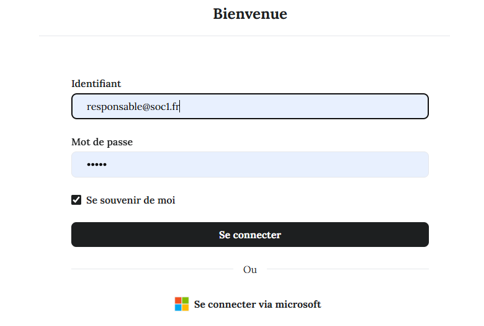 Bienvenue
Identifiant
responsable@soc1.fr
Mot de passe
•••••
Se souvenir de moi
Se connecter
Ou
Se connecter via microsoft